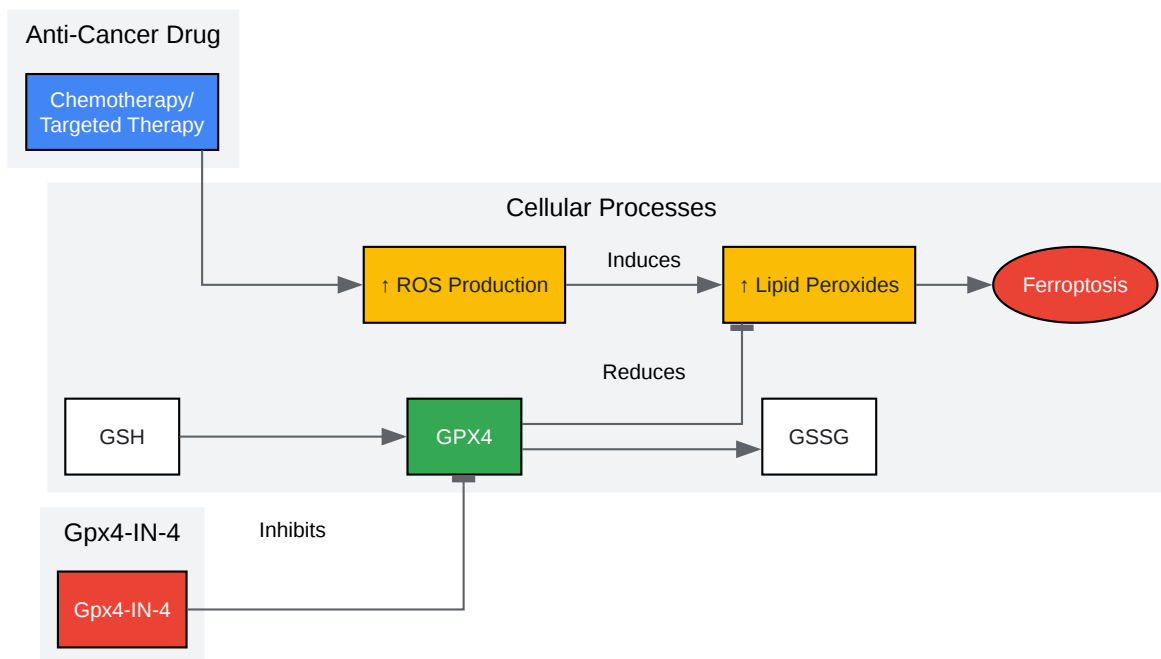 Anti-Cancer Drug
Chemotherapy/
Targeted Therapy
Cellular Processes
↑ ROS Production
Induces
↑ Lipid Peroxides
Ferroptosis
Reduces
GSH
GPX4
GSSG
Gpx4-IN-4
Inhibits
Gpx4-IN-4